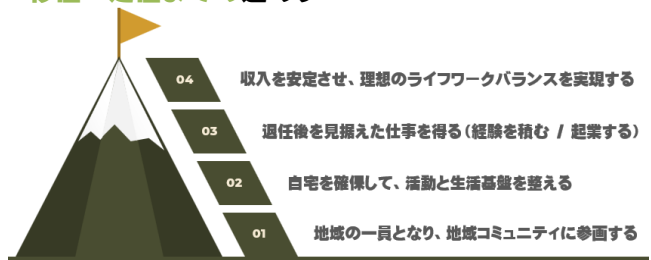 04 収入を安定させ、理想のライフワークバランスを実現する
03 退任後を見据えた仕事を得る(経験を積む / 起業する)
02 自宅を確保して、活動と生活基盤を整える
01 地域の一員となり、地域コミュニティに参画する